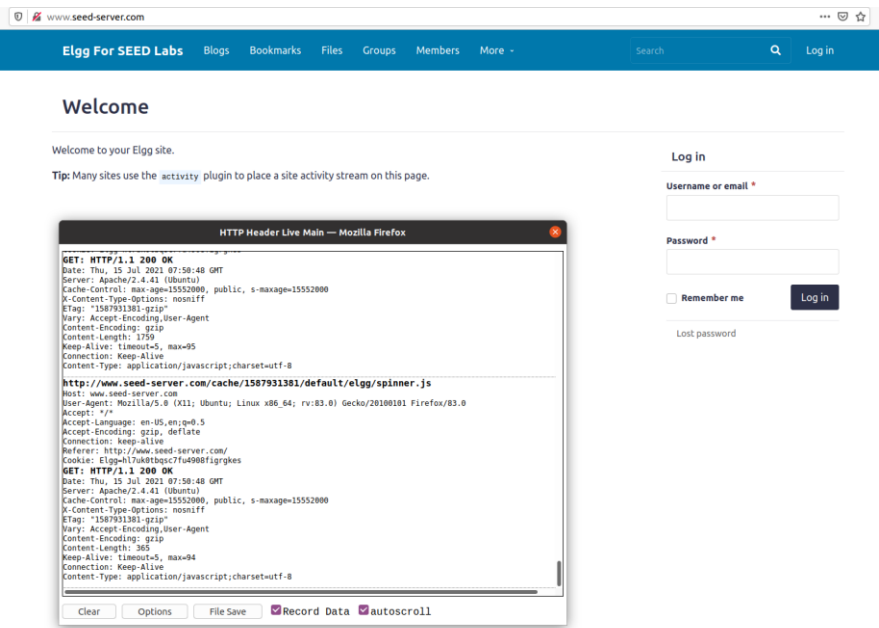 www.seed-server.com
Elgg For SEED Labs Blogs Bookmarks Files Groups Members More Search Log in
Welcome
Welcome to your Elgg site.
Tip: Many sites use the activity plugin to place a site activity stream on this page.
Log in
Username or email *
Password *
Remember me Log in
Lost password
HTTP Header Live Main — Mozilla Firefox
GET: HTTP/1.1 200 OK
Date: Thu, 15 Jul 2021 07:50:48 GMT
Server: Apache/2.4.41 (Ubuntu)
Cache-Control: max-age=15552000, public, s-maxage=15552000
X-Content-Type-Options: nosniff
ETag: "1587931381-gzip"
Vary: Accept-Encoding,User-Agent
Content-Encoding: gzip
Content-Length: 1759
Keep-Alive: timeout=5, max=95
Connection: Keep-Alive
Content-Type: application/javascript;charset=utf-8
http://www.seed-server.com/cache/1587931381/default/elgg/spinner.js
Host: www.seed-server.com
User-Agent: Mozilla/5.0 (X11; Ubuntu; Linux x86_64; rv:83.0) Gecko/20100101 Firefox/83.0
Accept: */*
Accept-Language: en-US,en;q=0.5
Accept-Encoding: gzip, deflate
Connection: keep-alive
Referer: http://www.seed-server.com/
Cookie: Elgg=hl7uk0tbqsc7fu4908figrgkes
GET: HTTP/1.1 200 OK
Date: Thu, 15 Jul 2021 07:50:48 GMT
Server: Apache/2.4.41 (Ubuntu)
Cache-Control: max-age=15552000, public, s-maxage=15552000
X-Content-Type-Options: nosniff
ETag: "1587931381-gzip"
Vary: Accept-Encoding,User-Agent
Content-Encoding: gzip
Content-Length: 365
Keep-Alive: timeout=5, max=94
Connection: Keep-Alive
Content-Type: application/javascript;charset=utf-8
Clear Options File Save Record Data autoscroll